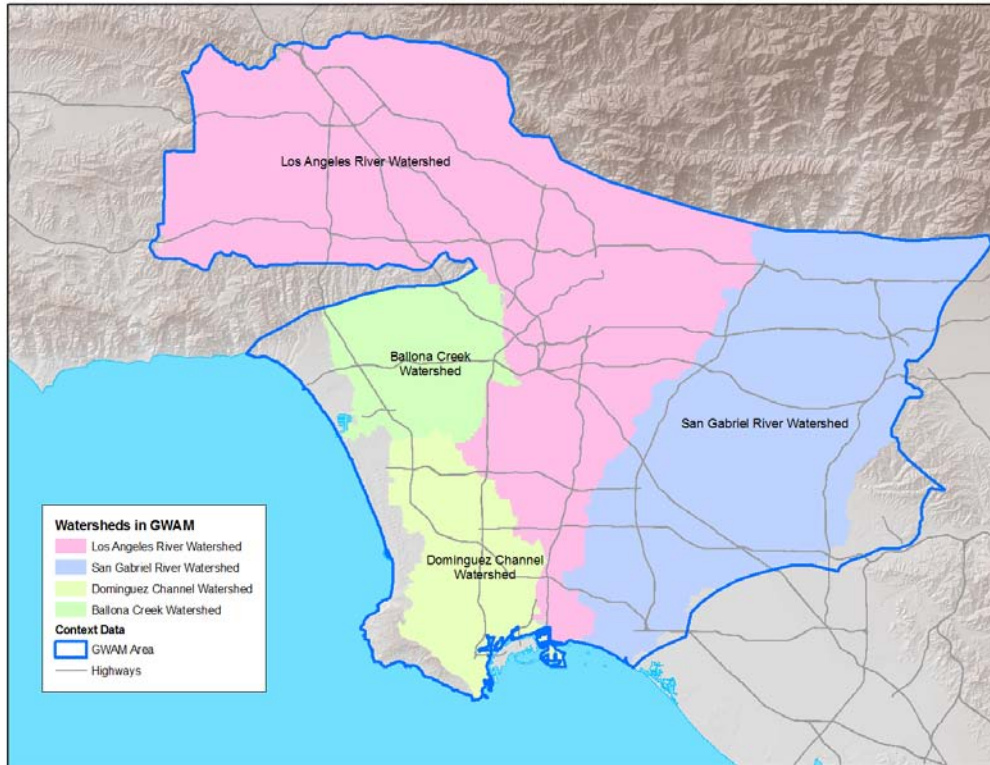 Los Angeles River Watershed
Ballona Creek
Watershed
San Gabriel River Watershed
Dominguez Channel
Watershed
Watersheds in GWAM
Los Angeles River Watershed
San Gabriel River Watershed
Dominguez Channel Watershed
Ballona Creek Watershed
Context Data
GWAM Area
Highways